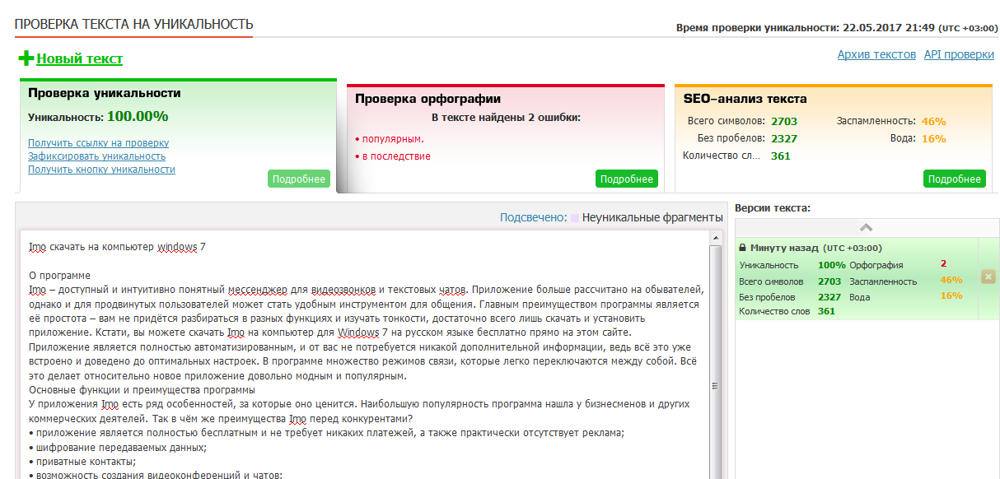 ПРОВЕРКА ТЕКСТА НА УНИКАЛЬНОСТЬ
Время проверки уникальности: 22.05.2017 21:49 (UTC +03:00)
Новый текст
Архив текстов API проверки
Проверка уникальности
Уникальность: 100.00%
Получить ссылку на проверку
Зафиксировать уникальность
Получить кнопку уникальности
Подробнее
Проверка орфографии
В тексте найдены 2 ошибки:
• популярным.
• в последствие
Подробнее
SEO-анализ текста
Всего символов: 2703 Заспамленность: 46%
Без пробелов: 2327 Вода: 16%
Количество сл... 361
Подробнее
Подсвечено: Неуникальные фрагменты
Imo скачать на компьютер windows 7
О программе
Imo – доступный и интуитивно понятный мессенджер для видеозвонков и текстовых чатов. Приложение больше рассчитано на обывателей,
однако и для продвинутых пользователей может стать удобным инструментом для общения. Главным преимуществом программы является
её простота – вам не придётся разбираться в разных функциях и изучать тонкости, достаточно всего лишь скачать и установить
приложение. Кстати, вы можете скачать Imo на компьютер для Windows 7 на русском языке бесплатно прямо на этом сайте.
Приложение является полностью автоматизированным, и от вас не потребуется никакой дополнительной информации, ведь всё это уже
встроено и доведено до оптимальных настроек. В программе множество режимов связи, которые легко переключаются между собой. Всё
это делает относительно новое приложение довольно модным и популярным.
Основные функции и преимущества программы
У приложения Imo есть ряд особенностей, за которые оно ценится. Наибольшую популярность программа нашла у бизнесменов и других
коммерческих деятелей. Так в чём же преимущества Imo перед конкурентами?
• приложение является полностью бесплатным и не требует никаких платежей, а также практически отсутствует реклама;
• шифрование передаваемых данных;
• приватные контакты;
• возможность создания видеоконференций и чатов;
Версии текста:
Минуту назад (UTC +03:00)
Уникальность 100% Орфография 2
Всего символов 2703 Заспамленность 46%
Без пробелов 2327 Вода 16%
Количество слов 361